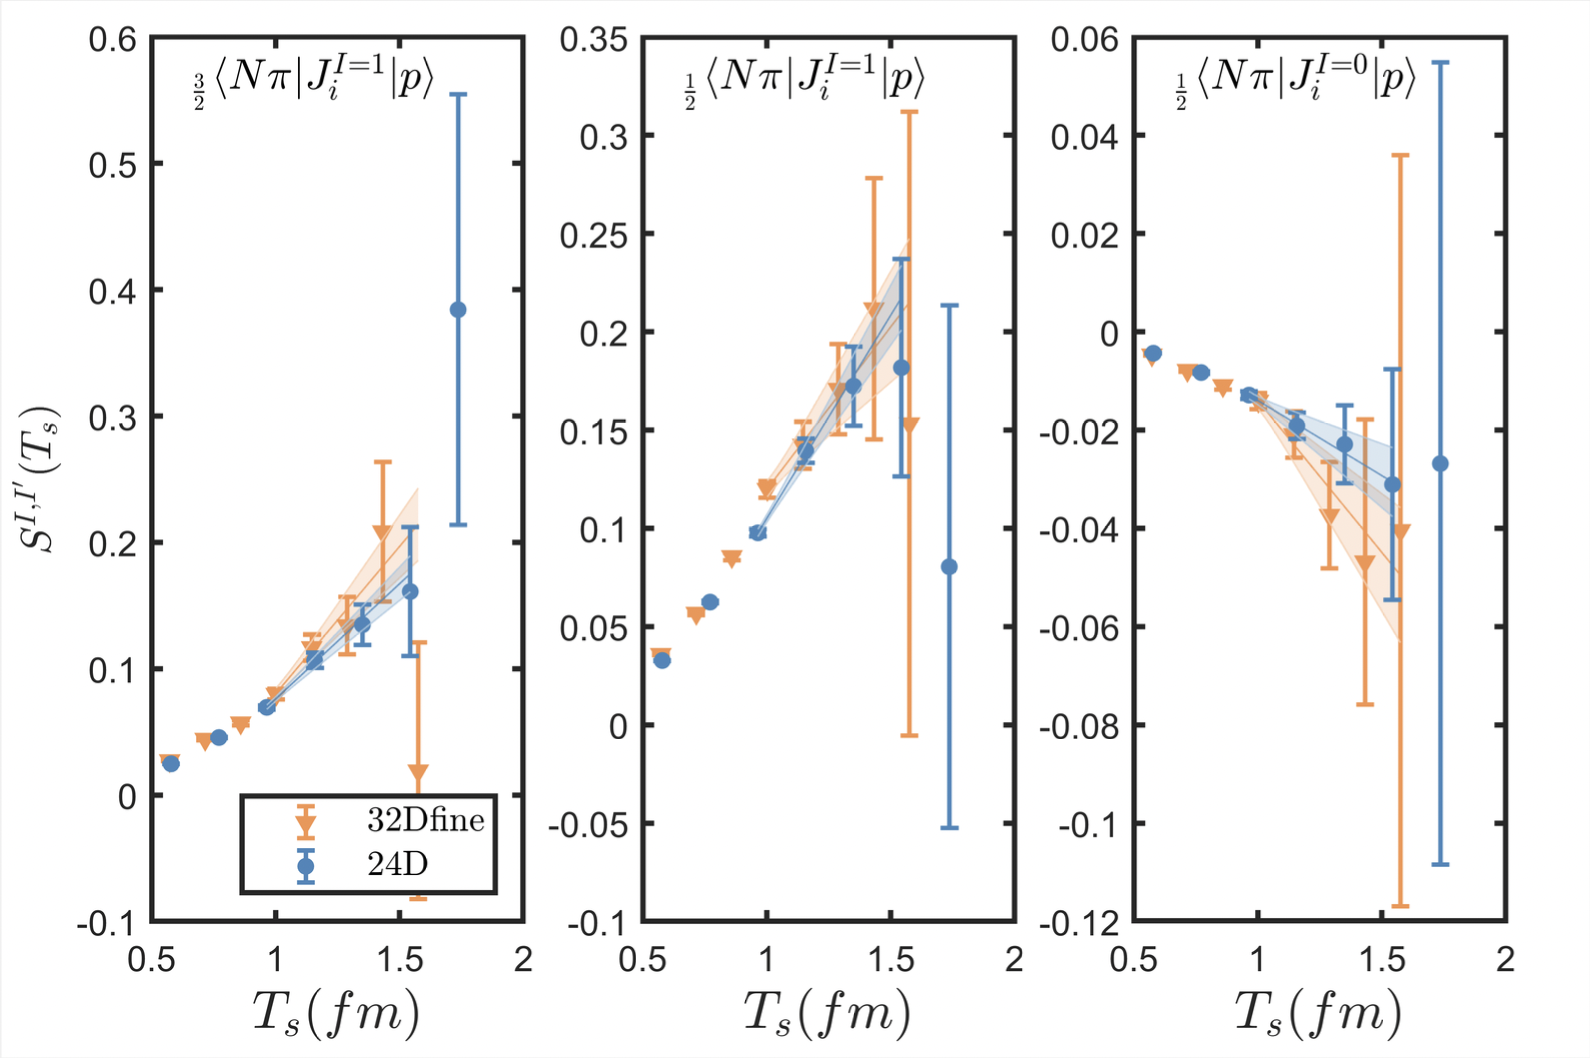 S^{I,I'}(T_s)
0.6
0.5
0.4
0.3
0.2
0.1
0
-0.1
3/2⟨Nπ|J_i^{I=1}|p⟩
32Dfine
24D
0.5 1 1.5 2
T_s(fm)
0.35
0.3
0.25
0.2
0.15
0.1
0.05
0
-0.05
-0.1
1/2⟨Nπ|J_i^{I=1}|p⟩
0.5 1 1.5 2
T_s(fm)
0.06
0.04
0.02
0
-0.02
-0.04
-0.06
-0.08
-0.1
-0.12
1/2⟨Nπ|J_i^{I=0}|p⟩
0.5 1 1.5 2
T_s(fm)